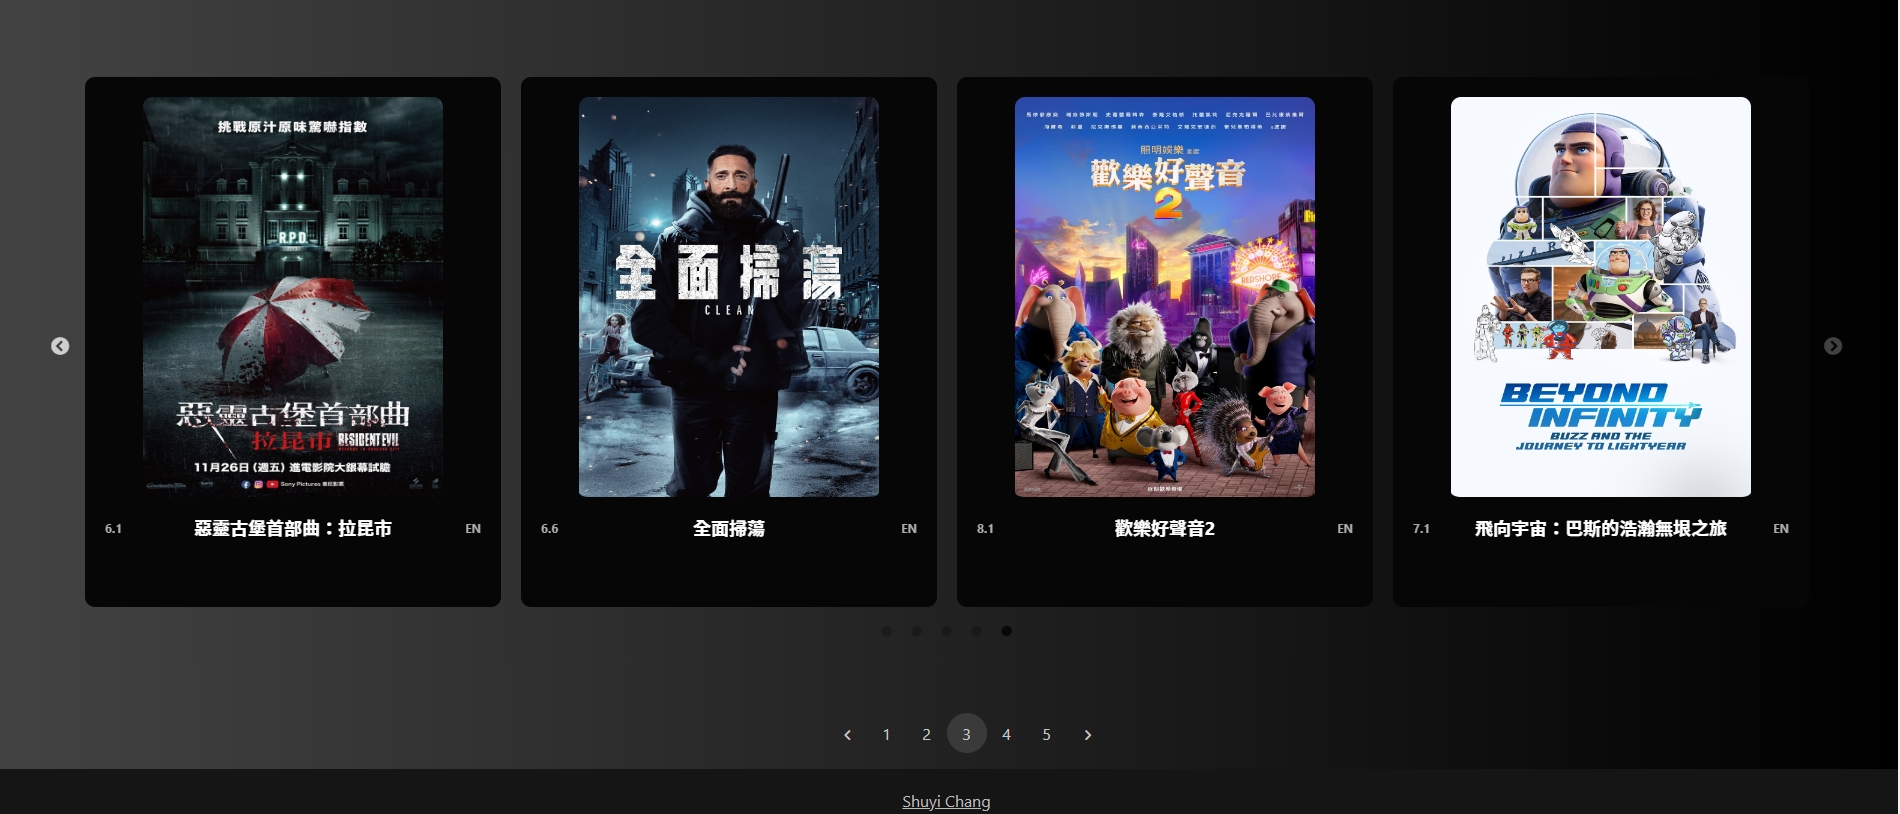 挑戰原汁原味驚嚇指數
R.P.D.
惡靈古堡首部曲
拉昆市 RESIDENT EVIL
11月26日(週五) 進電影院大銀幕試膽
Sony Pictures
6.1 惡靈古堡首部曲：拉昆市 EN
全面掃蕩
CLEAN
6.6 全面掃蕩 EN
照明娛樂
歡樂好聲音
2
REDSHORE
8.1 歡樂好聲音2 EN
PIXAR
BEYOND
INFINITY
BUZZ AND THE
JOURNEY TO LIGHTYEAR
7.1 飛向宇宙：巴斯的浩瀚無垠之旅 EN
1 2 3 4 5
Shuyi Chang